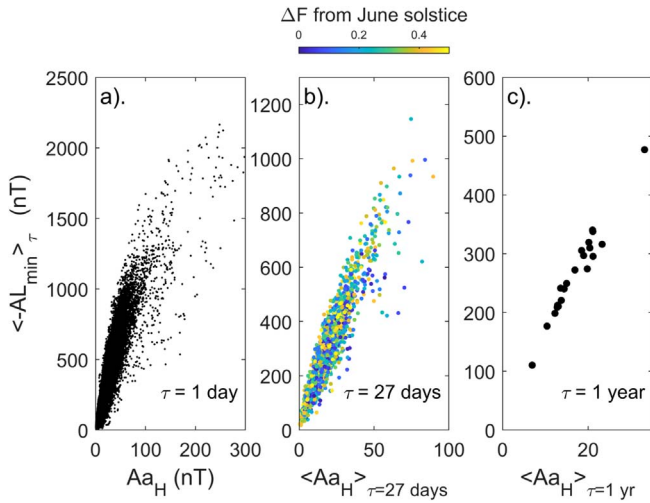 ΔF from June solstice
0 0.2 0.4
a).
b).
c).
2500
2000
1500
1000
500
0
1200
1000
800
600
400
200
0
600
500
400
300
200
100
0
<-AL_min>_τ (nT)
τ = 1 day
τ = 27 days
τ = 1 year
0 100 200 300
0 50 100
0 20
Aa_H (nT)
<Aa_H>_τ=27 days
<Aa_H>_τ=1 yr